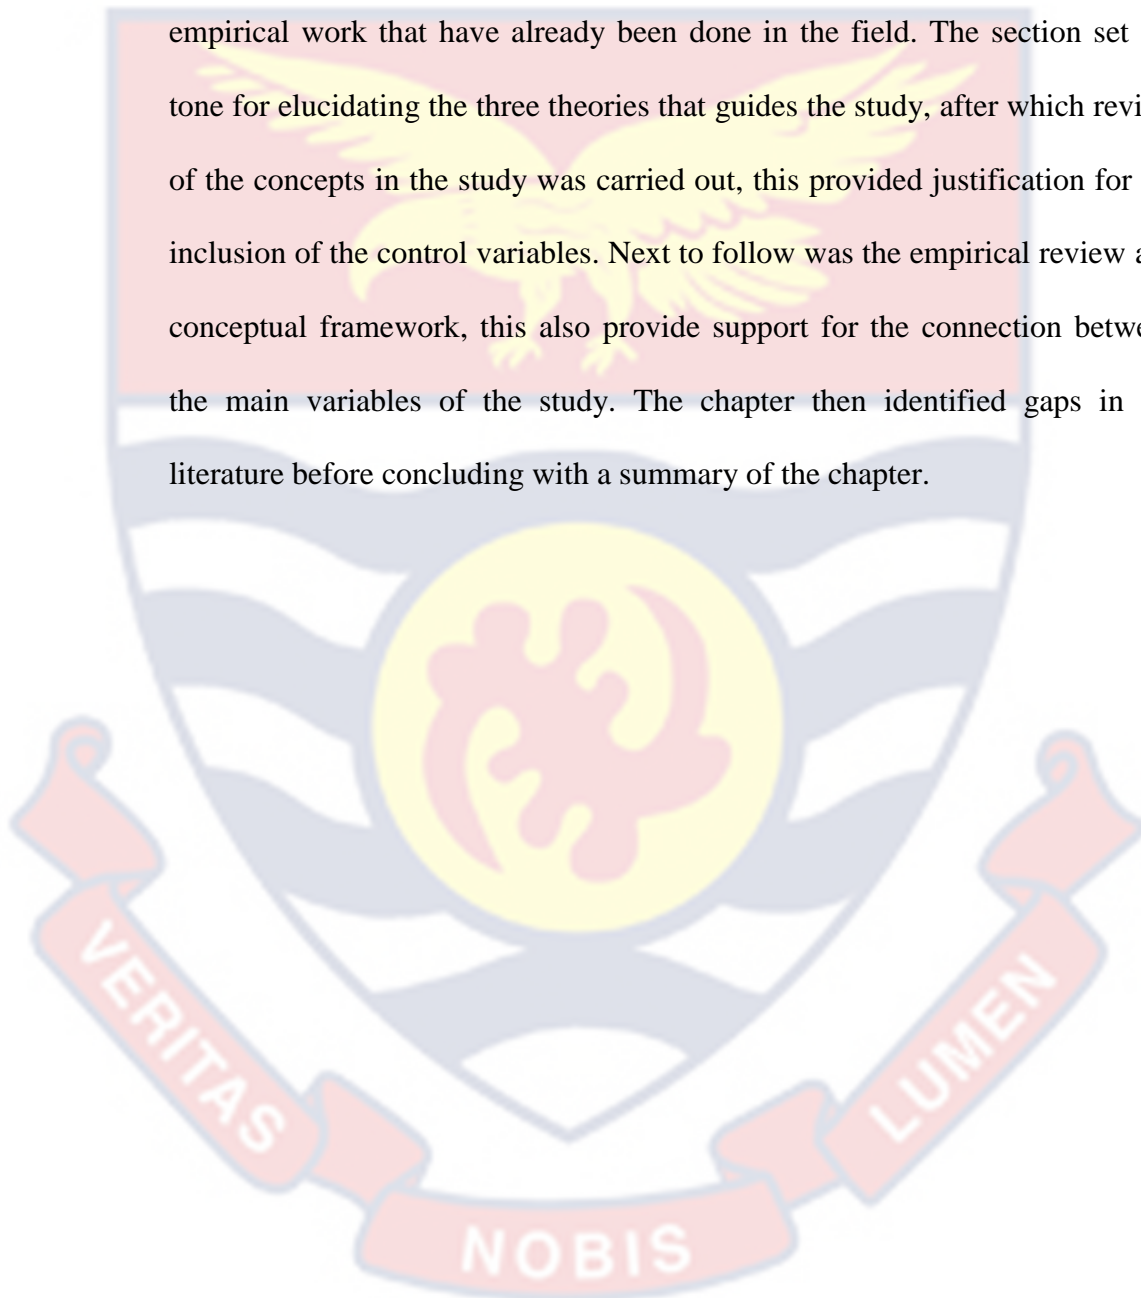 empirical work that have already been done in the field. The section set
tone for elucidating the three theories that guides the study, after which revi
of the concepts in the study was carried out, this provided justification for
inclusion of the control variables. Next to follow was the empirical review a
conceptual framework, this also provide support for the connection betwe
the main variables of the study. The chapter then identified gaps in
literature before concluding with a summary of the chapter.
VERITAS
NOBIS
LUMEN